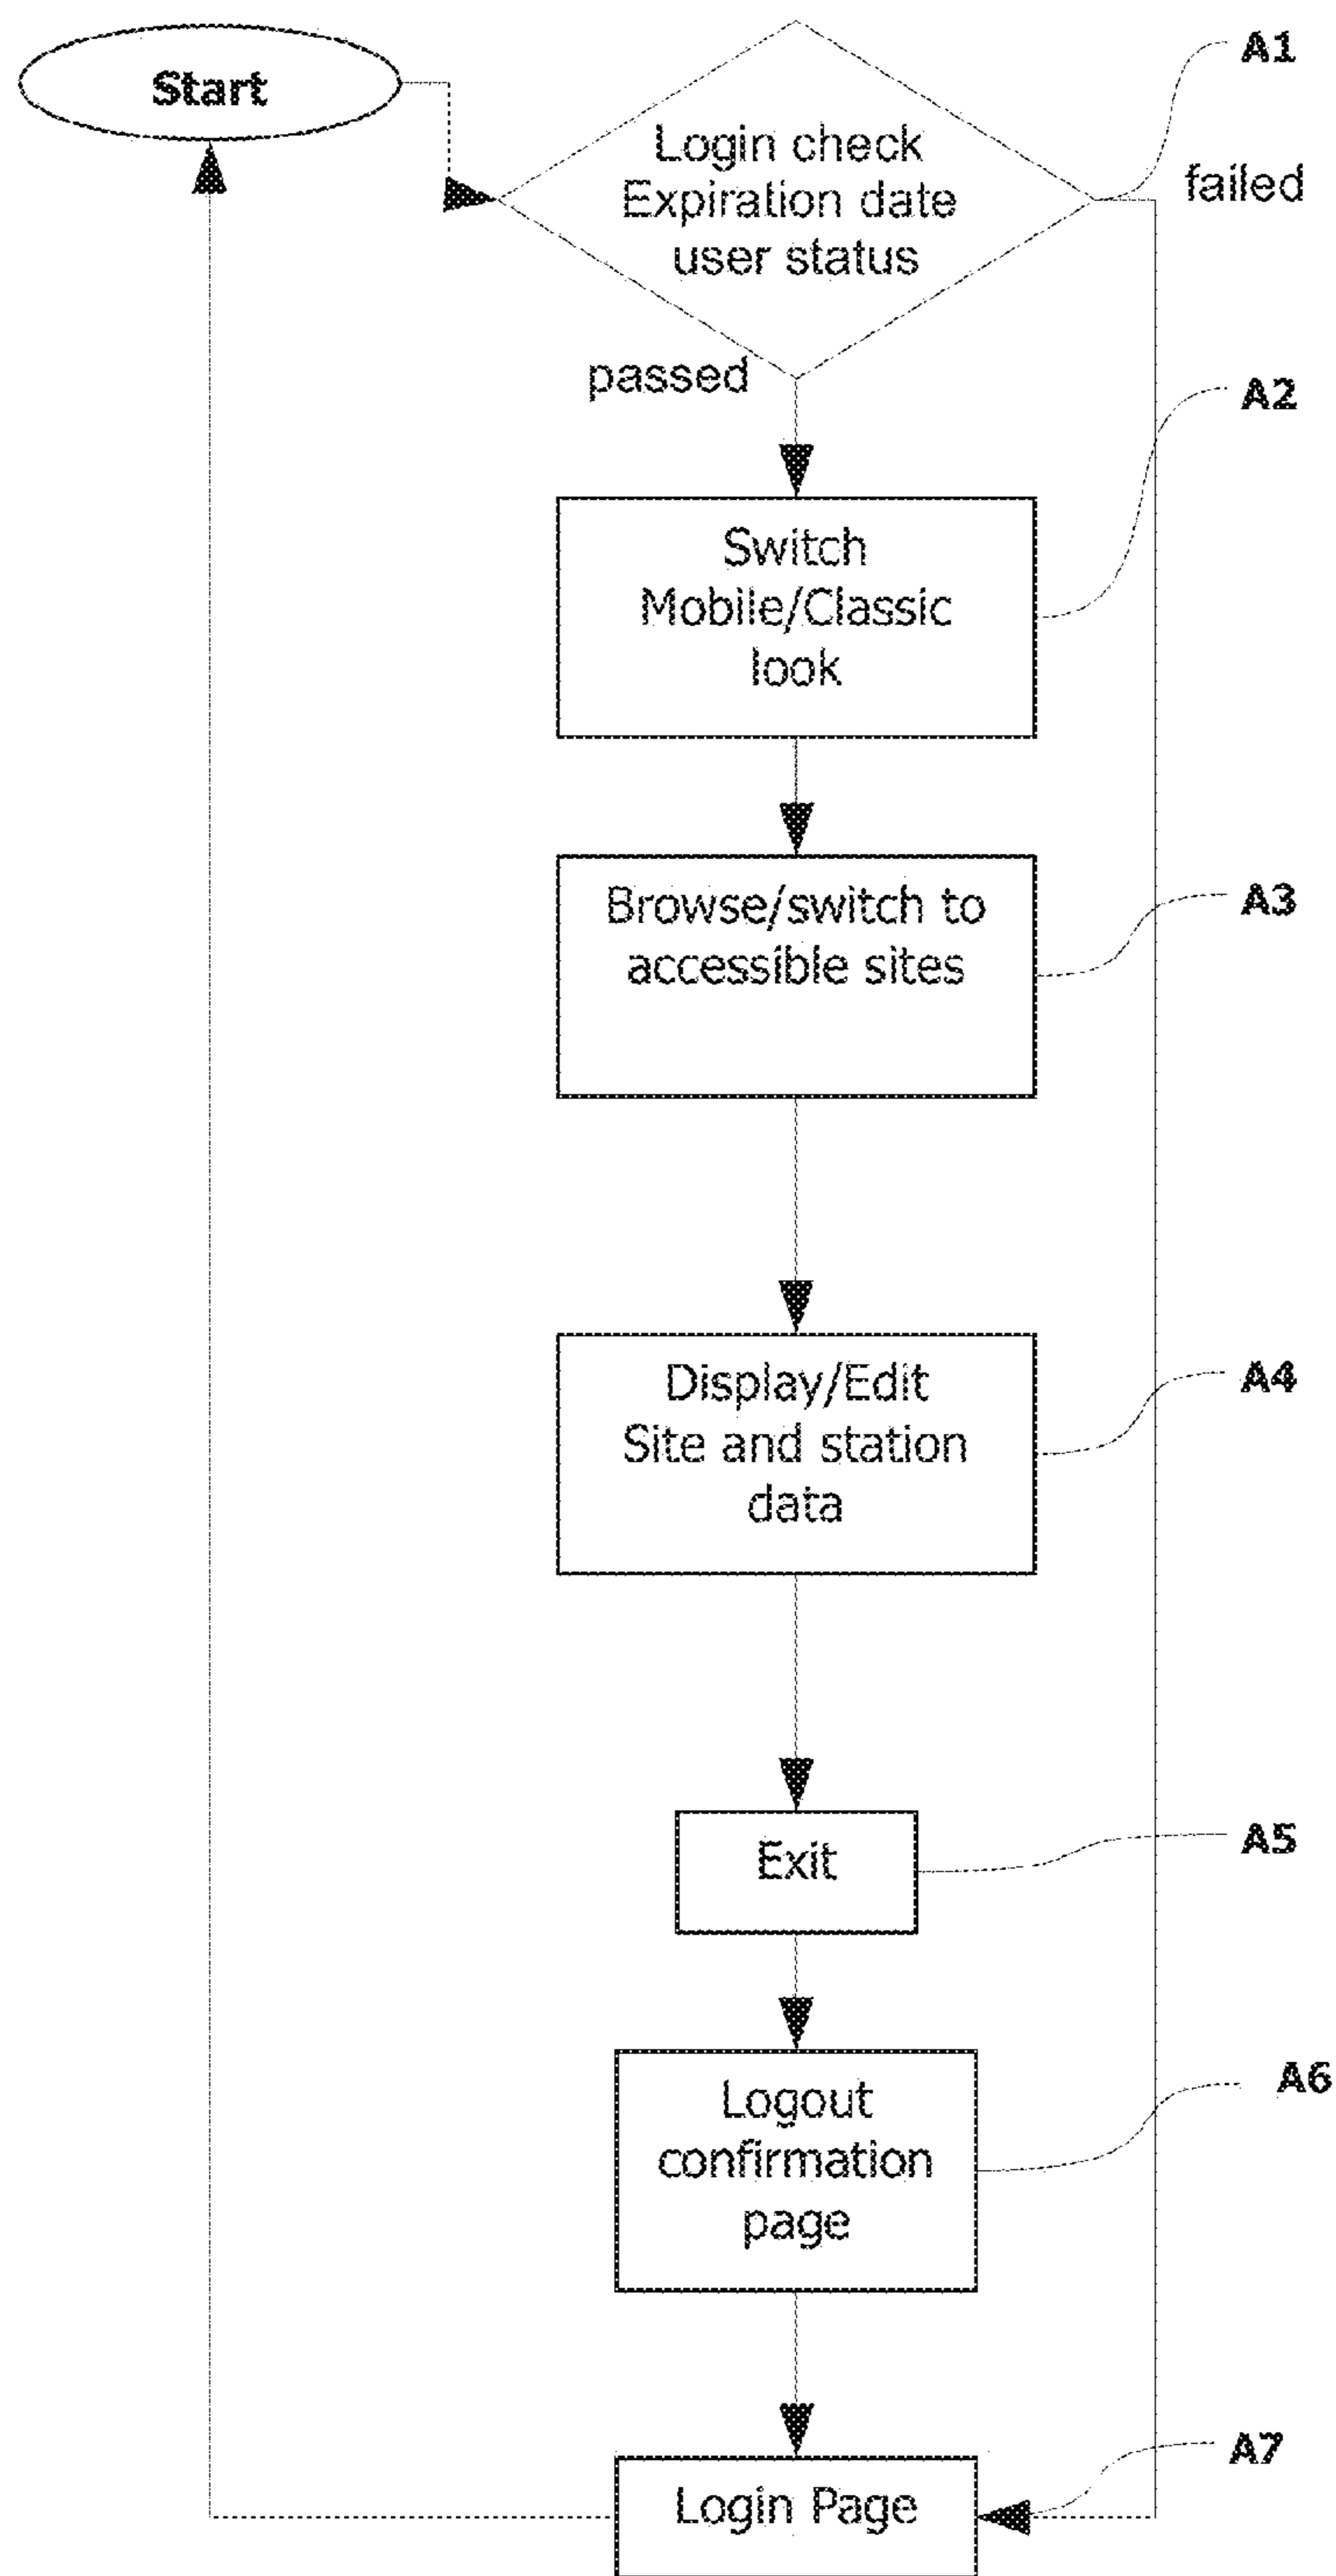 Start
A1
Login check
Expiration date
user status
failed
passed
A2
Switch
Mobile/Classic
look
A3
Browse/switch to
accessible sites
A4
Display/Edit
Site and station
data
A5
Exit
A6
Logout
confirmation
page
A7
Login Page